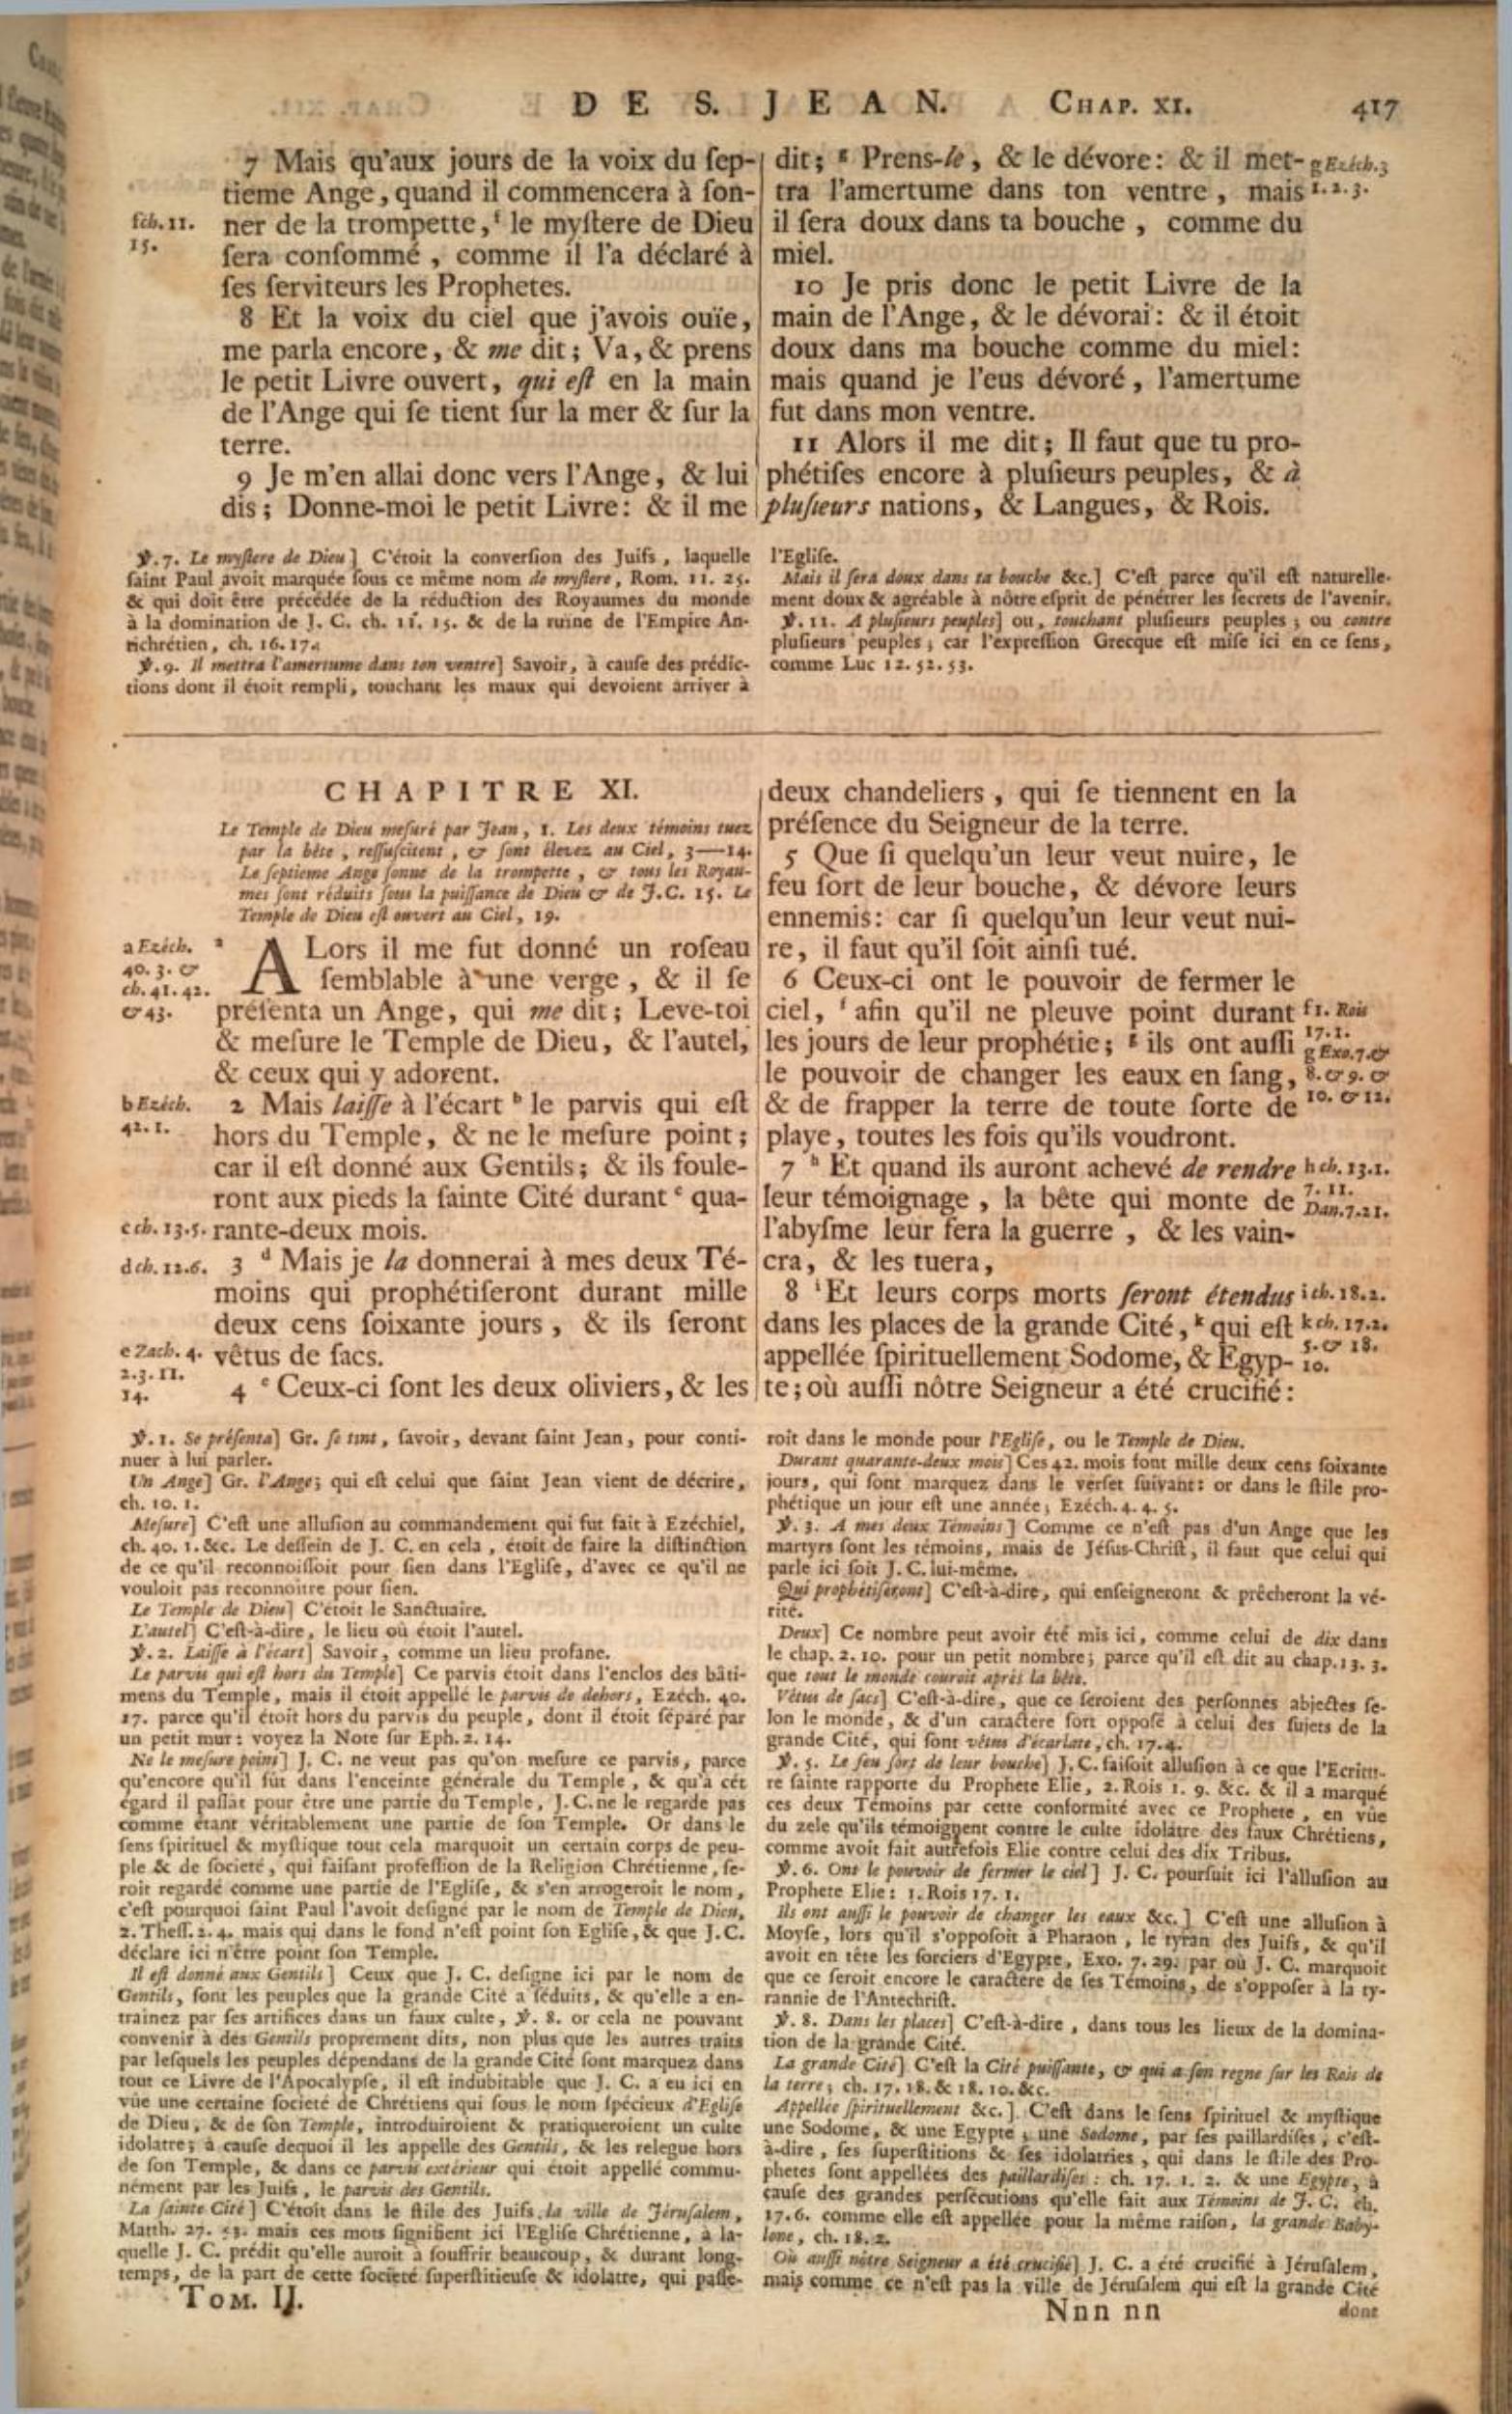 DE S. JEAN. CHAP. XI. 417
7 Mais qu'aux jours de la voix du ſep-
tieme Ange, quand il commencera à ſon-
ner de la trompette, f le myſtere de Dieu
ſera conſommé, comme il l'a déclaré à
ſes ſerviteurs les Prophetes.
fch. 11.
15.
8 Et la voix du ciel que j'avois ouïe,
me parla encore, & me dit; Va, & prens
le petit Livre ouvert, qui eſt en la main
de l'Ange qui ſe tient ſur la mer & ſur la
terre.
9 Je m'en allai donc vers l'Ange, & lui
dis; Donne-moi le petit Livre: & il me
dit; g Prens-le, & le dévore: & il met-
tra l'amertume dans ton ventre, mais
il ſera doux dans ta bouche, comme du
miel.
g Ezéch. 3
1. 2. 3.
10 Je pris donc le petit Livre de la
main de l'Ange, & le dévorai: & il étoit
doux dans ma bouche comme du miel:
mais quand je l'eus dévoré, l'amertume
fut dans mon ventre.
11 Alors il me dit; Il faut que tu pro-
phétiſes encore à pluſieurs peuples, & à
pluſieurs nations, & Langues, & Rois.
℣. 7. Le myſtere de Dieu] C'étoit la converſion des Juifs, laquelle
ſaint Paul avoit marquée ſous ce même nom de myſtere, Rom. 11. 25.
& qui doit être précédée de la réduction des Royaumes du monde
à la domination de J. C. ch. 11. 15. & de la ruïne de l'Empire An-
tichrétien, ch. 16. 17.
℣. 9. Il mettra l'amertume dans ton ventre] Savoir, à cauſe des prédic-
tions dont il étoit rempli, touchant les maux qui devoient arriver à
l'Egliſe.
Mais il ſera doux dans ta bouche &c.] C'eſt parce qu'il eſt naturelle-
ment doux & agréable à nôtre eſprit de pénétrer les ſecrets de l'avenir.
℣. 11. A pluſieurs peuples] ou, touchant pluſieurs peuples; ou contre
pluſieurs peuples; car l'expreſſion Grecque eſt miſe ici en ce ſens,
comme Luc 12. 52. 53.
CHAPITRE XI.
Le Temple de Dieu meſuré par Jean, 1. Les deux témoins tuez
par la bête, reſſuſcitent, & ſont élevez au Ciel, 3—14.
Le ſeptieme Ange ſonne de la trompette, & tous les Royau-
mes ſont réduits ſous la puiſſance de Dieu & de J. C. 15. Le
Temple de Dieu eſt ouvert au Ciel, 19.
a Ezéch.
40. 3. &
ch. 41. 42.
& 43.
a ALors il me fut donné un roſeau
ſemblable à une verge, & il ſe
préſenta un Ange, qui me dit; Leve-toi
& meſure le Temple de Dieu, & l'autel,
& ceux qui y adorent.
b Ezéch.
42. 1.
2 Mais laiſſe à l'écart b le parvis qui eſt
hors du Temple, & ne le meſure point;
car il eſt donné aux Gentils; & ils foule-
ront aux pieds la ſainte Cité durant c qua-
rante-deux mois.
c ch. 13. 5.
d ch. 12. 6.
3 d Mais je la donnerai à mes deux Té-
moins qui prophétiſeront durant mille
deux cens ſoixante jours, & ils ſeront
vêtus de ſacs.
e Zach. 4.
2. 3. 11.
14.
4 e Ceux-ci ſont les deux oliviers, & les
deux chandeliers, qui ſe tiennent en la
préſence du Seigneur de la terre.
5 Que ſi quelqu'un leur veut nuire, le
feu ſort de leur bouche, & dévore leurs
ennemis: car ſi quelqu'un leur veut nui-
re, il faut qu'il ſoit ainſi tué.
6 Ceux-ci ont le pouvoir de fermer le
ciel, f afin qu'il ne pleuve point durant
les jours de leur prophétie; g ils ont auſſi
le pouvoir de changer les eaux en ſang,
& de frapper la terre de toute ſorte de
playe, toutes les fois qu'ils voudront.
f 1. Rois
17. 1.
g Exo. 7. &
8. & 9. &
10. & 12.
7 h Et quand ils auront achevé de rendre
leur témoignage, la bête qui monte de
l'abyſme leur fera la guerre, & les vain-
cra, & les tuera,
h ch. 13. 1.
7. 11.
Dan. 7. 21.
8 i Et leurs corps morts ſeront étendus
dans les places de la grande Cité, k qui eſt
appellée ſpirituellement Sodome, & Egyp-
te; où auſſi nôtre Seigneur a été crucifié:
i ch. 18. 2.
k ch. 17. 2.
5. & 18.
10.
℣. 1. Se préſenta] Gr. ſe tint, ſavoir, devant ſaint Jean, pour conti-
nuer à lui parler.
Un Ange] Gr. l'Ange; qui eſt celui que ſaint Jean vient de décrire,
ch. 10. 1.
Meſure] C'eſt une alluſion au commandement qui fut fait à Ezéchiel,
ch. 40. 1. &c. Le deſſein de J. C. en cela, étoit de faire la diſtinction
de ce qu'il reconnoiſſoit pour ſien dans l'Egliſe, d'avec ce qu'il ne
vouloit pas reconnoître pour ſien.
Le Temple de Dieu] C'étoit le Sanctuaire.
L'autel] C'eſt-à-dire, le lieu où étoit l'autel.
℣. 2. Laiſſe à l'écart] Savoir, comme un lieu profane.
Le parvis qui eſt hors du Temple] Ce parvis étoit dans l'enclos des bâti-
mens du Temple, mais il étoit appellé le parvis de dehors, Ezéch. 40.
17. parce qu'il étoit hors du parvis du peuple, dont il étoit ſéparé par
un petit mur: voyez la Note ſur Eph. 2. 14.
Ne le meſure point] J. C. ne veut pas qu'on meſure ce parvis, parce
qu'encore qu'il fût dans l'enceinte générale du Temple, & qu'à cét
égard il paſſât pour être une partie du Temple, J. C. ne le regarde pas
comme étant véritablement une partie de ſon Temple. Or dans le
ſens ſpirituel & myſtique tout cela marquoit un certain corps de peu-
ple & de ſocieté, qui faiſant profeſſion de la Religion Chrétienne, ſe-
roit regardé comme une partie de l'Egliſe, & s'en arrogeroit le nom,
c'eſt pourquoi ſaint Paul l'avoit deſigné par le nom de Temple de Dieu,
2. Theſſ. 2. 4. mais qui dans le fond n'eſt point ſon Egliſe, & que J. C.
déclare ici n'être point ſon Temple.
Il eſt donné aux Gentils] Ceux que J. C. deſigne ici par le nom de
Gentils, ſont les peuples que la grande Cité a ſéduits, & qu'elle a en-
traînez par ſes artifices dans un faux culte, ℣. 8. or cela ne pouvant
convenir à des Gentils proprement dits, non plus que les autres traits
par leſquels les peuples dépendans de la grande Cité ſont marquez dans
tout ce Livre de l'Apocalypſe, il eſt indubitable que J. C. a eu ici en
vûe une certaine ſocieté de Chrétiens qui ſous le nom ſpécieux d'Egliſe
de Dieu, & de ſon Temple, introduiroient & pratiqueroient un culte
idolatre; à cauſe dequoi il les appelle des Gentils, & les relegue hors
de ſon Temple, & dans ce parvis extérieur qui étoit appellé commu-
nément par les Juifs, le parvis des Gentils.
La ſainte Cité] C'étoit dans le ſtile des Juifs la ville de Jéruſalem,
Matth. 27. 53. mais ces mots ſignifient ici l'Egliſe Chrétienne, à la-
quelle J. C. prédit qu'elle auroit à ſouffrir beaucoup, & durant long-
temps, de la part de cette ſocieté ſuperſtitieuſe & idolatre, qui paſſe-
roit dans le monde pour l'Egliſe, ou le Temple de Dieu.
Durant quarante-deux mois] Ces 42. mois font mille deux cens ſoixante
jours, qui ſont marquez dans le verſet ſuivant: or dans le ſtile pro-
phétique un jour eſt une année; Ezéch. 4. 4. 5.
℣. 3. A mes deux Témoins] Comme ce n'eſt pas d'un Ange que les
martyrs ſont les témoins, mais de Jéſus-Chriſt, il faut que celui qui
parle ici ſoit J. C. lui-même.
Qui prophétiſeront] C'eſt-à-dire, qui enſeigneront & prêcheront la vé-
rité.
Deux] Ce nombre peut avoir été mis ici, comme celui de dix dans
le chap. 2. 10. pour un petit nombre; parce qu'il eſt dit au chap. 13. 3.
que tout le monde couroit après la bête.
Vêtus de ſacs] C'eſt-à-dire, que ce ſeroient des perſonnes abjectes ſe-
lon le monde, & d'un caractere fort oppoſé à celui des ſujets de la
grande Cité, qui ſont vêtus d'écarlate, ch. 17. 4.
℣. 5. Le feu ſort de leur bouche] J. C. faiſoit alluſion à ce que l'Ecritu-
re ſainte rapporte du Prophete Elie, 2. Rois 1. 9. &c. & il a marqué
ces deux Témoins par cette conformité avec ce Prophete, en vûe
du zele qu'ils témoignent contre le culte idolâtre des faux Chrétiens,
comme avoit fait autrefois Elie contre celui des dix Tribus.
℣. 6. Ont le pouvoir de fermer le ciel] J. C. pourſuit ici l'alluſion au
Prophete Elie: 1. Rois 17. 1.
Ils ont auſſi le pouvoir de changer les eaux &c.] C'eſt une alluſion à
Moyſe, lors qu'il s'oppoſoit à Pharaon, le tyran des Juifs, & qu'il
avoit en tête les ſorciers d'Egypte, Exo. 7. 29. par où J. C. marquoit
que ce ſeroit encore le caractere de ſes Témoins, de s'oppoſer à la ty-
rannie de l'Antechriſt.
℣. 8. Dans les places] C'eſt-à-dire, dans tous les lieux de la domina-
tion de la grande Cité.
La grande Cité] C'eſt la Cité puiſſante, & qui a ſon regne ſur les Rois de
la terre; ch. 17. 18. & 18. 10. &c.
Appellée ſpirituellement &c.] C'eſt dans le ſens ſpirituel & myſtique
une Sodome, & une Egypte; une Sodome, par ſes paillardiſes, c'eſt-
à-dire, ſes ſuperſtitions & ſes idolatries, qui dans le ſtile des Pro-
phetes ſont appellées des paillardiſes: ch. 17. 1. 2. & une Egypte, à
cauſe des grandes perſécutions qu'elle fait aux Témoins de J. C. ch.
17. 6. comme elle eſt appellée pour la même raiſon, la grande Baby-
lone, ch. 18. 2.
Où auſſi nôtre Seigneur a été crucifié] J. C. a été crucifié à Jéruſalem,
mais comme ce n'eſt pas la ville de Jéruſalem qui eſt la grande Cité
TOM. II.
Nnn nn
dont